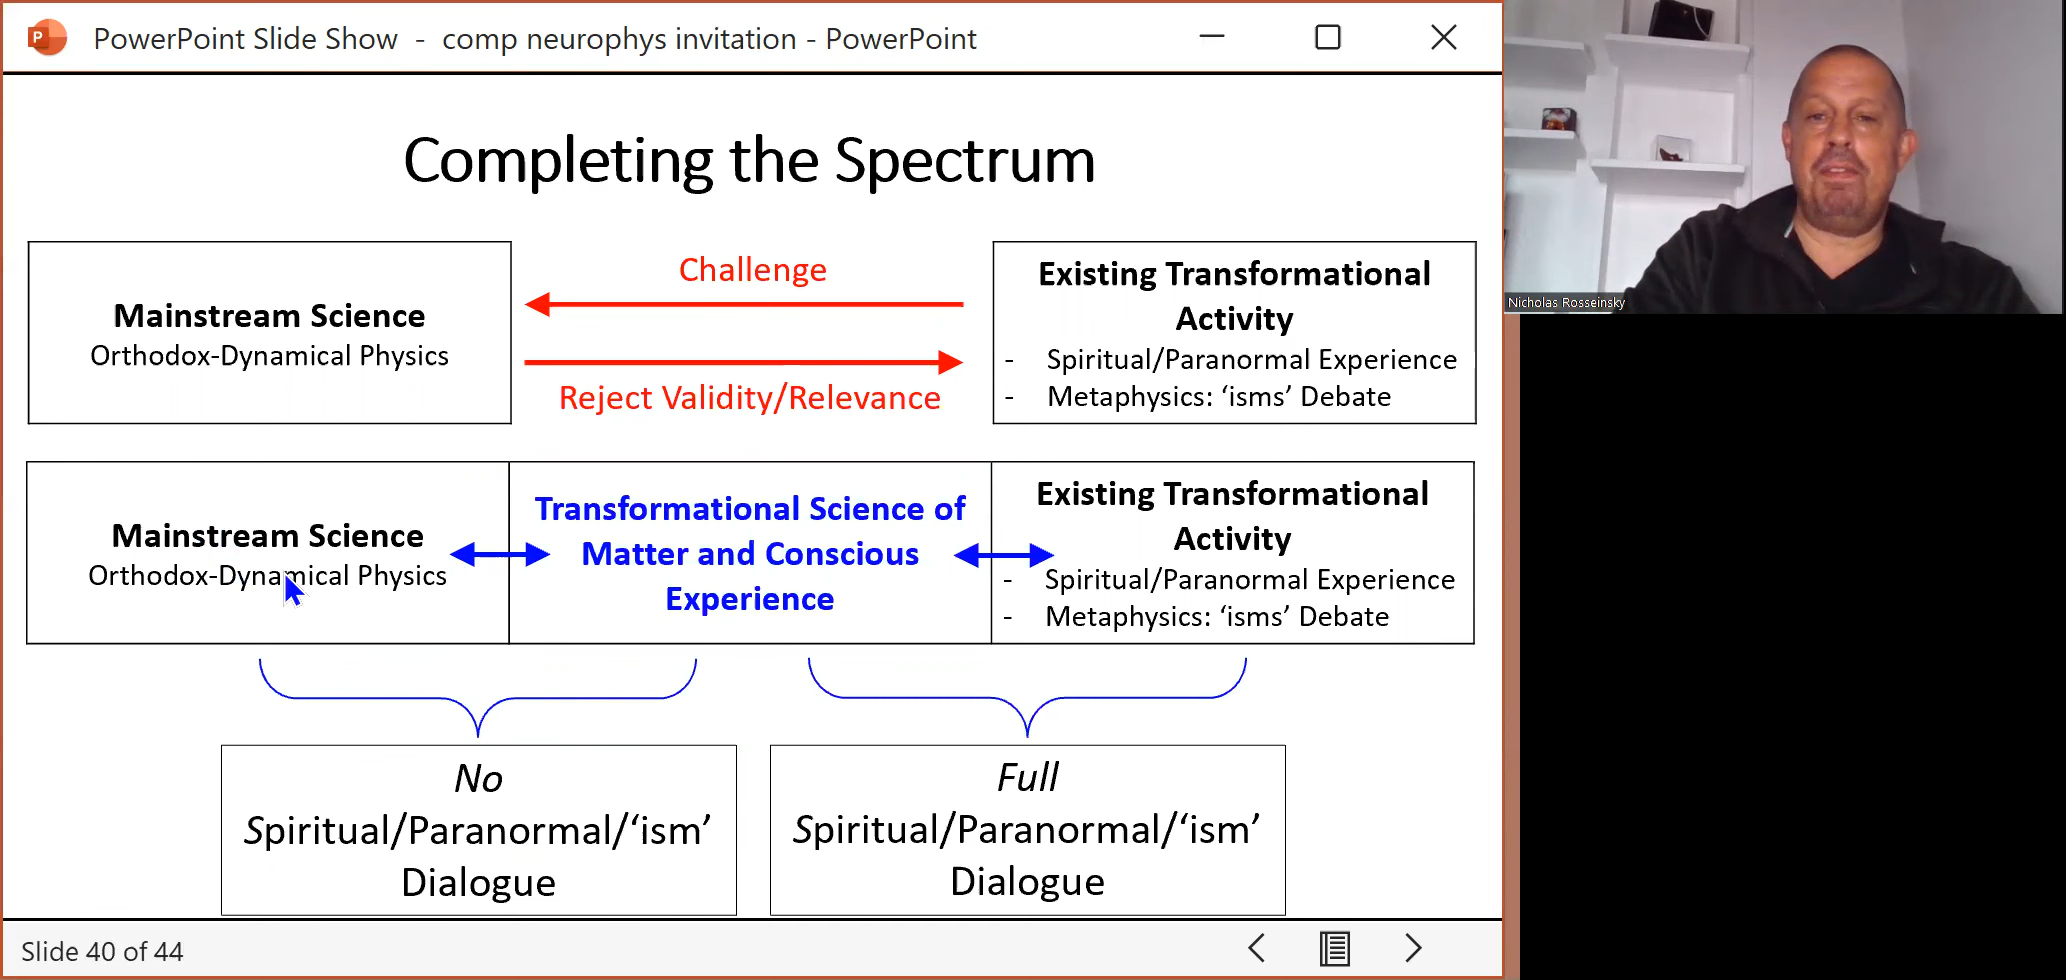 P PowerPoint Slide Show - comp neurophys invitation - PowerPoint
Completing the Spectrum
Mainstream Science
Orthodox-Dynamical Physics
Challenge
Reject Validity/Relevance
Existing Transformational
Activity
- Spiritual/Paranormal Experience
- Metaphysics: ‘isms’ Debate
Mainstream Science
Orthodox-Dynamical Physics
Transformational Science of
Matter and Conscious
Experience
Existing Transformational
Activity
- Spiritual/Paranormal Experience
- Metaphysics: ‘isms’ Debate
No
Spiritual/Paranormal/‘ism’
Dialogue
Full
Spiritual/Paranormal/‘ism’
Dialogue
Slide 40 of 44
Nicholas Rosseinsky